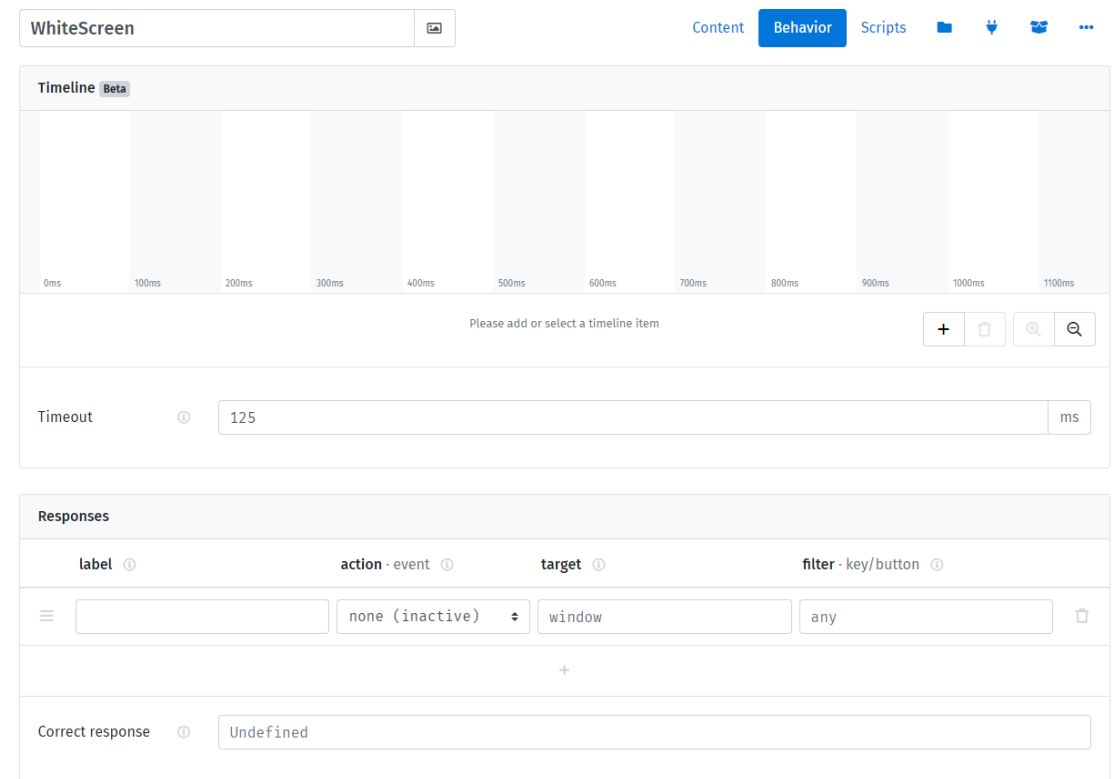 WhiteScreen
Content Behavior Scripts
Timeline Beta
0ms 100ms 200ms 300ms 400ms 500ms 600ms 700ms 800ms 900ms 1000ms 1100ms
Please add or select a timeline item
Timeout 125 ms
Responses
label action · event target filter · key/button
none (inactive) window any
Correct response Undefined